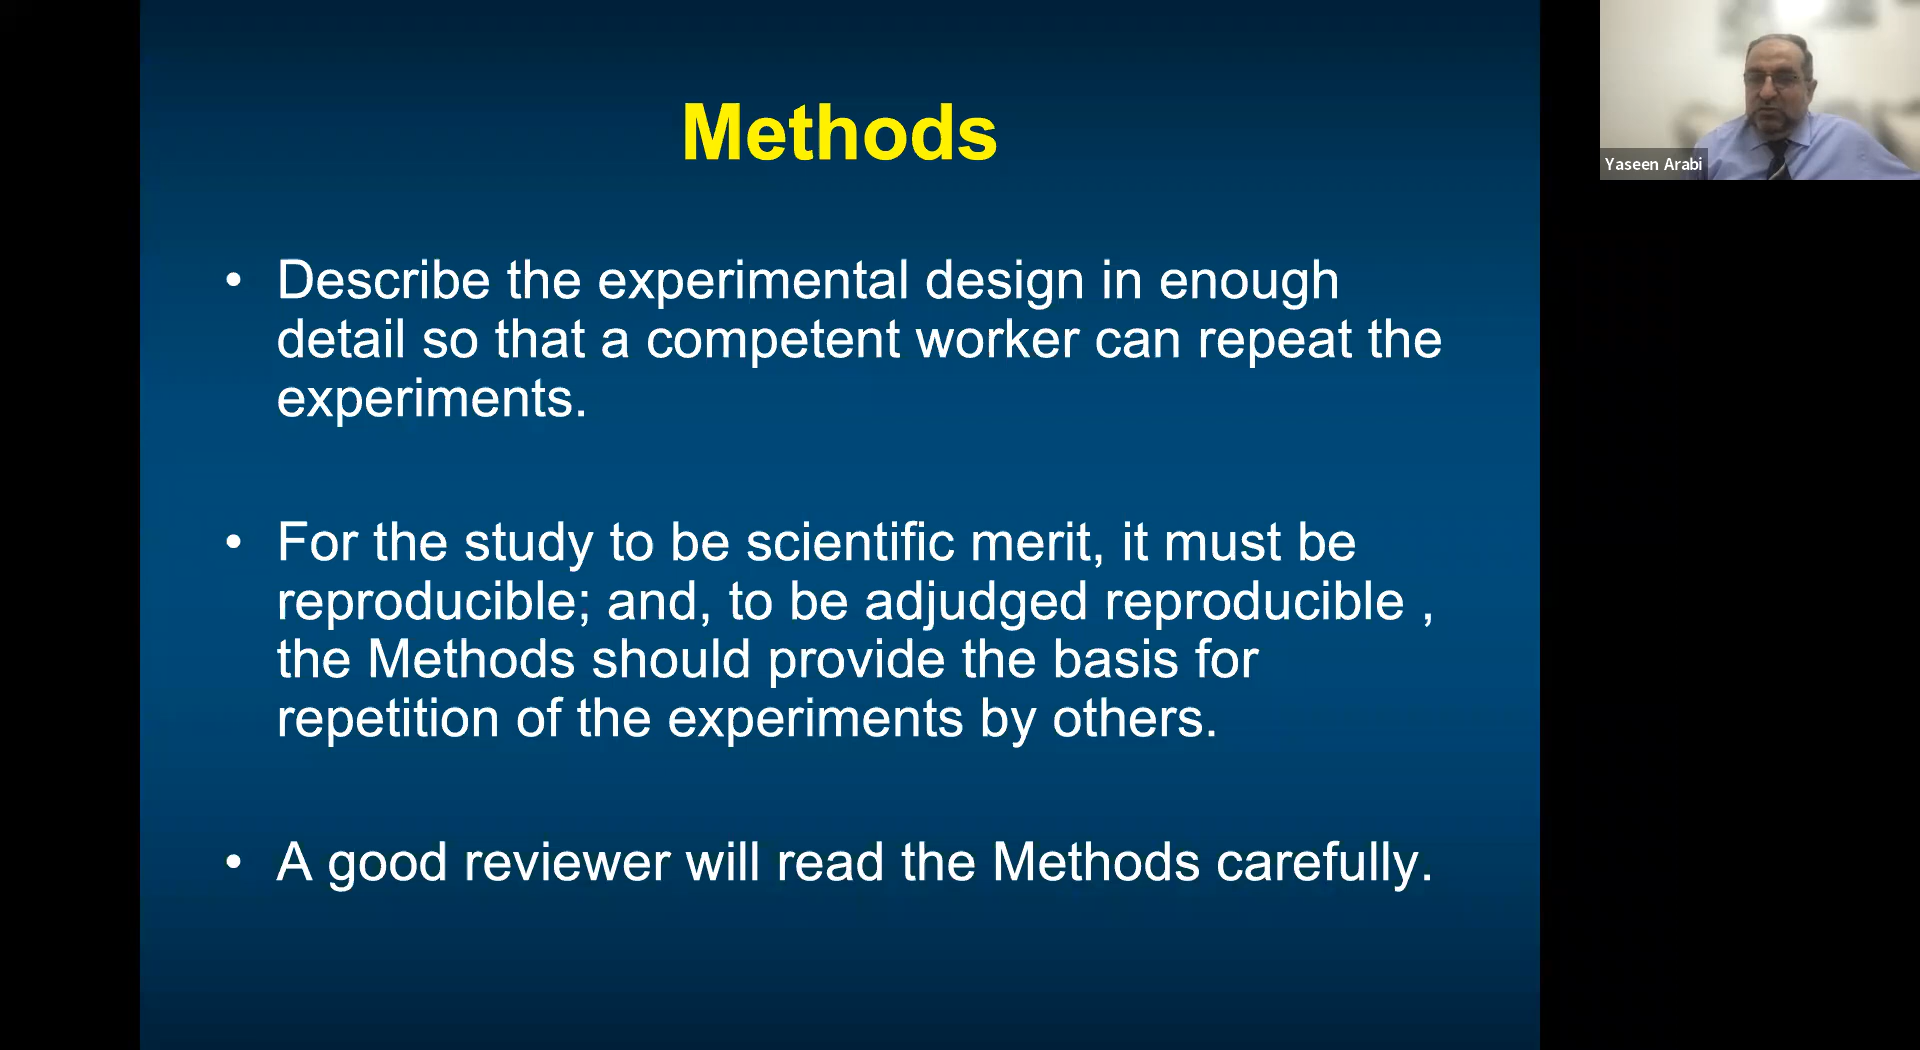 Methods
• Describe the experimental design in enough
detail so that a competent worker can repeat the
experiments.
• For the study to be scientific merit, it must be
reproducible; and, to be adjudged reproducible ,
the Methods should provide the basis for
repetition of the experiments by others.
• A good reviewer will read the Methods carefully.
Yaseen Arabi